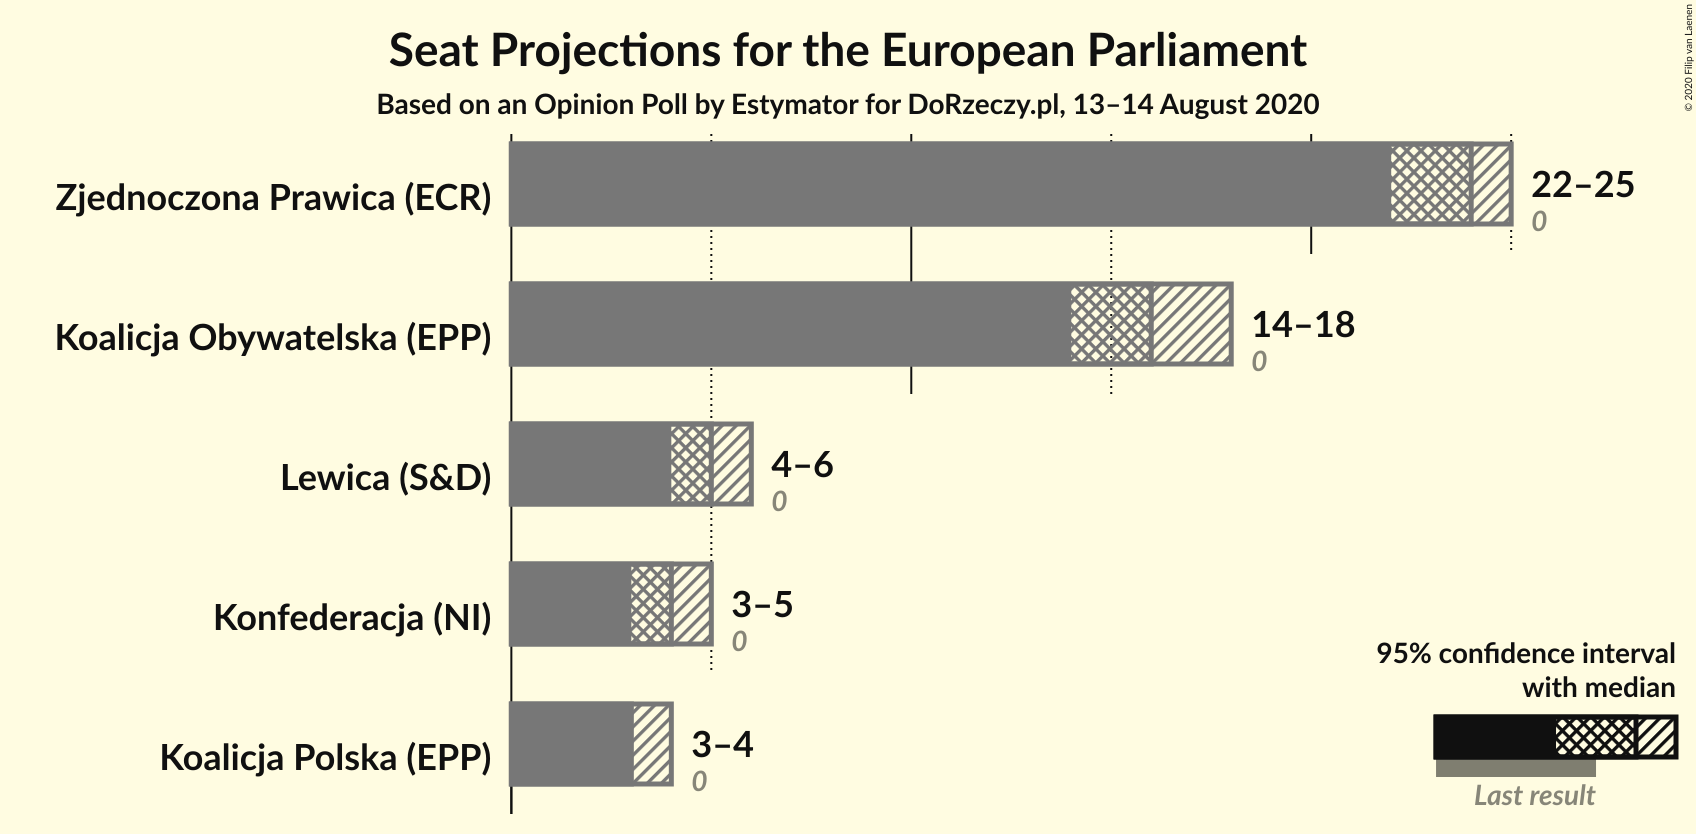 Seat Projections for the European Parliament
Based on an Opinion Poll by Estymator for DoRzeczy.pl, 13–14 August 2020
© 2020 Filip van Laenen
Zjednoczona Prawica (ECR)
22–25
0
Koalicja Obywatelska (EPP)
14–18
0
Lewica (S&D)
4–6
0
Konfederacja (NI)
3–5
0
Koalicja Polska (EPP)
3–4
0
95% confidence interval
with median
Last result